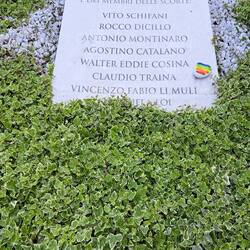 E DEI MEMBRI DELLE SCORTE:
VITO SCHIFANI
ROCCO DICILLO
ANTONIO MONTINARO
AGOSTINO CATALANO
WALTER EDDIE COSINA
CLAUDIO TRAINA
VINCENZO FABIO LI MULI
LOI